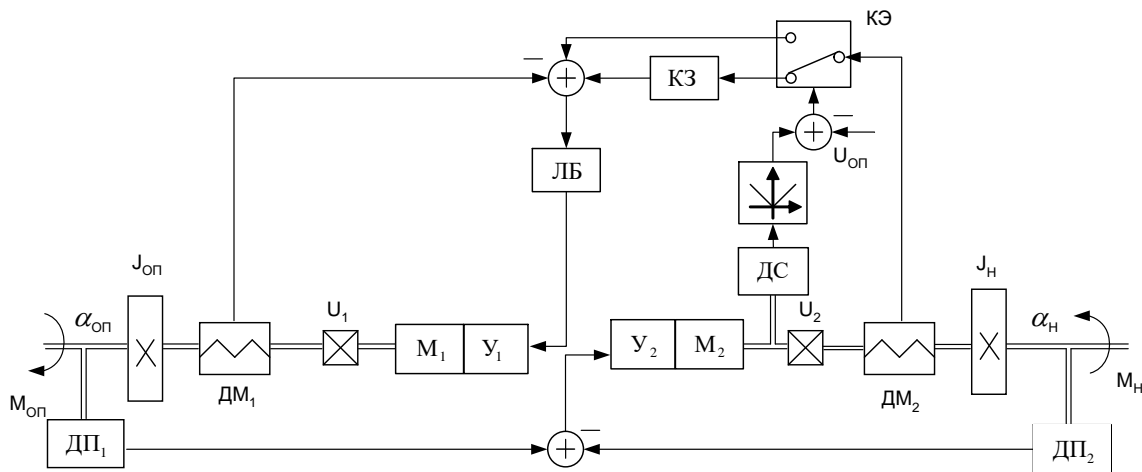 КЭ
КЗ
U_ОП
ЛБ
ДС
J_ОП
J_Н
U_1
U_2
α_ОП
α_Н
М_1
У_1
У_2
М_2
М_ОП
ДМ_1
ДМ_2
М_Н
ДП_1
ДП_2